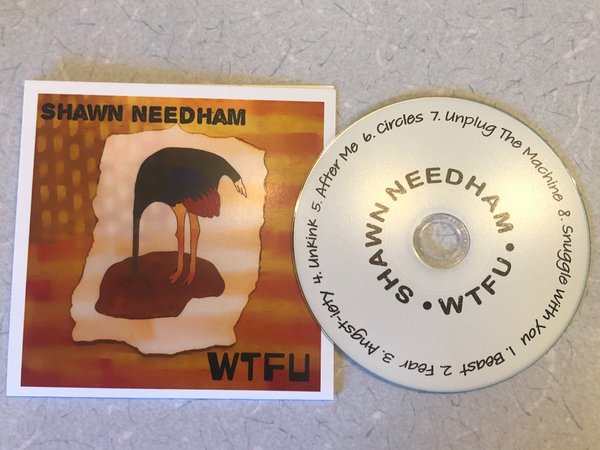 SHAWN NEEDHAM
WTFU
SHAWN NEEDHAM • WTFU •
1. Beast 2. Fear 3. Angst-iety 4. Unkink 5. After Me 6. Circles 7. Unplug The Machine 8. Snuggle With You